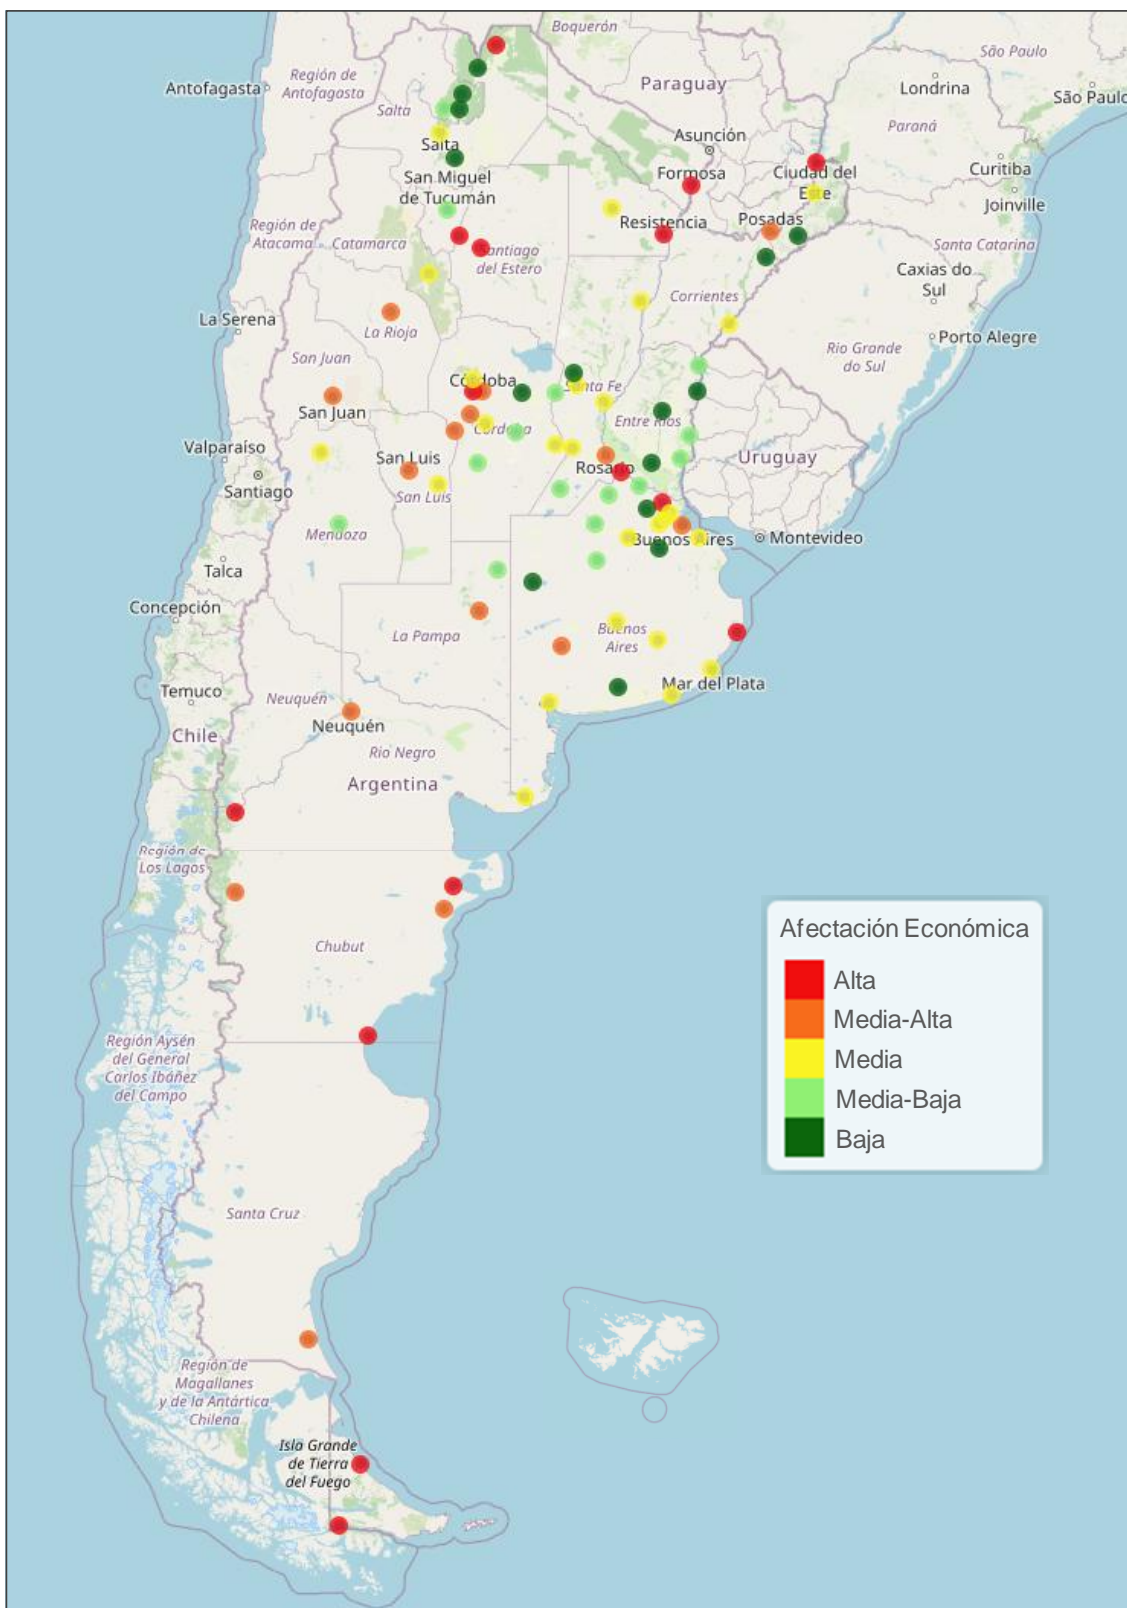 Boquerón
São Paulo
Región de
Antofagasta
Antofagasta
Paraguay
Londrina
São Paulo
Salta
Asunción
Paraná
Salta
Formosa
Ciudad del
Este
Curitiba
San Miguel
de Tucumán
Joinville
Región de
Atacama
Catamarca
Resistencia
Posadas
Santa Catarina
Santiago
del Estero
Caxias do
Sul
Corrientes
La Serena
La Rioja
Porto Alegre
San Juan
Rio Grande
do Sul
Córdoba
Santa Fe
San Juan
Entre Ríos
Córdoba
Valparaíso
San Luis
Rosario
Uruguay
Santiago
San Luis
Mendoza
Buenos Aires
Montevideo
Talca
Concepción
La Pampa
Buenos
Aires
Temuco
Neuquén
Mar del Plata
Chile
Neuquén
Rio Negro
Argentina
Región de
Los Lagos
Chubut
Afectación Económica
Alta
Media-Alta
Media
Media-Baja
Baja
Región Aysén
del General
Carlos Ibáñez
del Campo
Santa Cruz
Región de
Magallanes
y de la Antártica
Chilena
Isla Grande
de Tierra
del Fuego